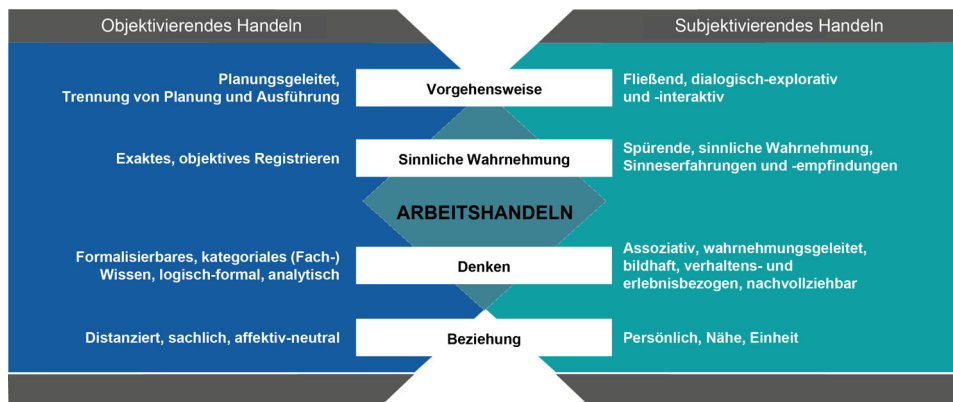 Objektivierendes Handeln
Subjektivierendes Handeln
Planungsgeleitet,
Trennung von Planung und Ausführung
Vorgehensweise
Fließend, dialogisch-explorativ
und -interaktiv
Exaktes, objektives Registrieren
Sinnliche Wahrnehmung
Spürende, sinnliche Wahrnehmung,
Sinneserfahrungen und -empfindungen
ARBEITSHANDELN
Formalisierbares, kategoriales (Fach-)
Wissen, logisch-formal, analytisch
Denken
Assoziativ, wahrnehmungsgeleitet,
bildhaft, verhaltens- und
erlebnisbezogen, nachvollziehbar
Distanziert, sachlich, affektiv-neutral
Beziehung
Persönlich, Nähe, Einheit